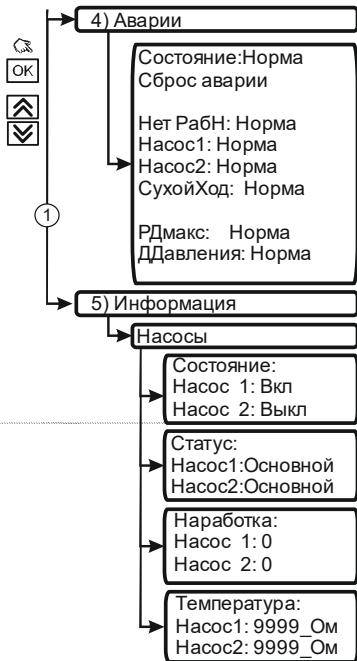 4) Аварии
OK
Состояние:Норма
Сброс аварии
Нет РабН: Норма
Насос1: Норма
Насос2: Норма
СухойХод: Норма
1
РДмакс: Норма
ДДавления: Норма
5) Информация
Насосы
Состояние:
Насос 1: Вкл
Насос 2: Выкл
Статус:
Насос1:Основной
Насос2:Основной
Наработка:
Насос 1: 0
Насос 2: 0
Температура:
Насос1: 9999_Ом
Насос2: 9999_Ом